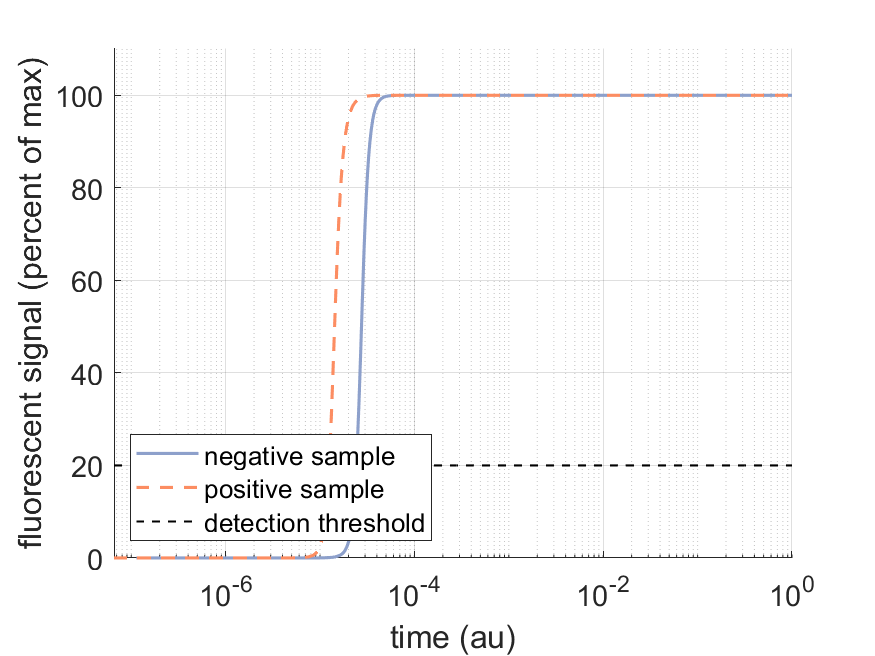 fluorescent signal (percent of max)
100
80
60
40
20
0
negative sample
positive sample
detection threshold
10^-6
10^-4
10^-2
10^0
time (au)